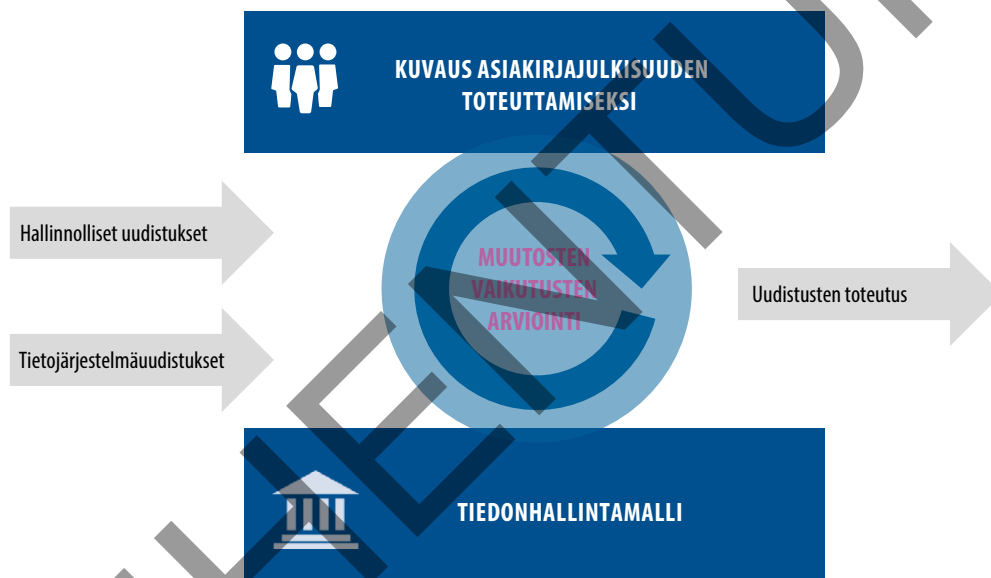 KUVAUS ASIAKIRJAJULKISUUDEN
TOTEUTTAMISEKSI
Hallinnolliset uudistukset
Tietojärjestelmäuudistukset
MUUTOSTEN
VAIKUTUSTEN
ARVIOINTI
Uudistusten toteutus
TIEDONHALLINTAMALLI